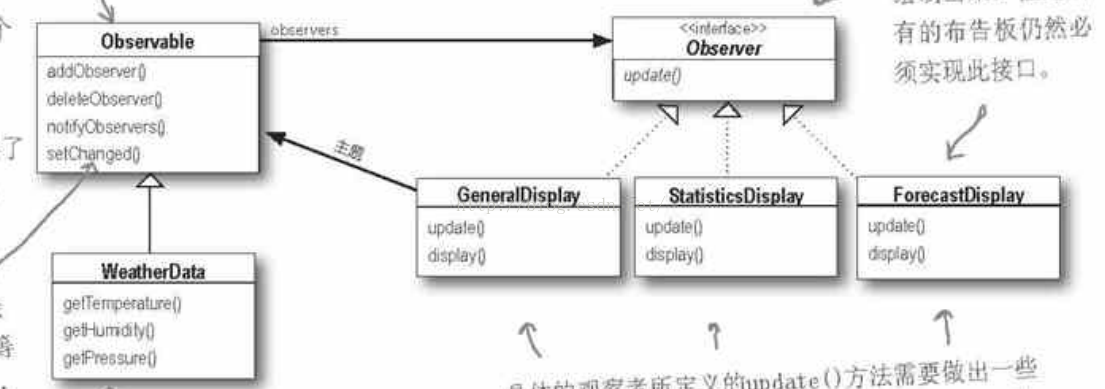 个
Observable
addObserver()
deleteObserver()
notifyObservers()
setChanged()
observers
<<interface>>
Observer
update()
有的布告板仍然必
须实现此接口。
了
主题
GeneralDisplay
update()
display()
StatisticsDisplay
update()
display()
ForecastDisplay
update()
display()
WeatherData
getTemperature()
getHumidity()
getPressure()
具体的观察者所定义的update()方法需要做出一些